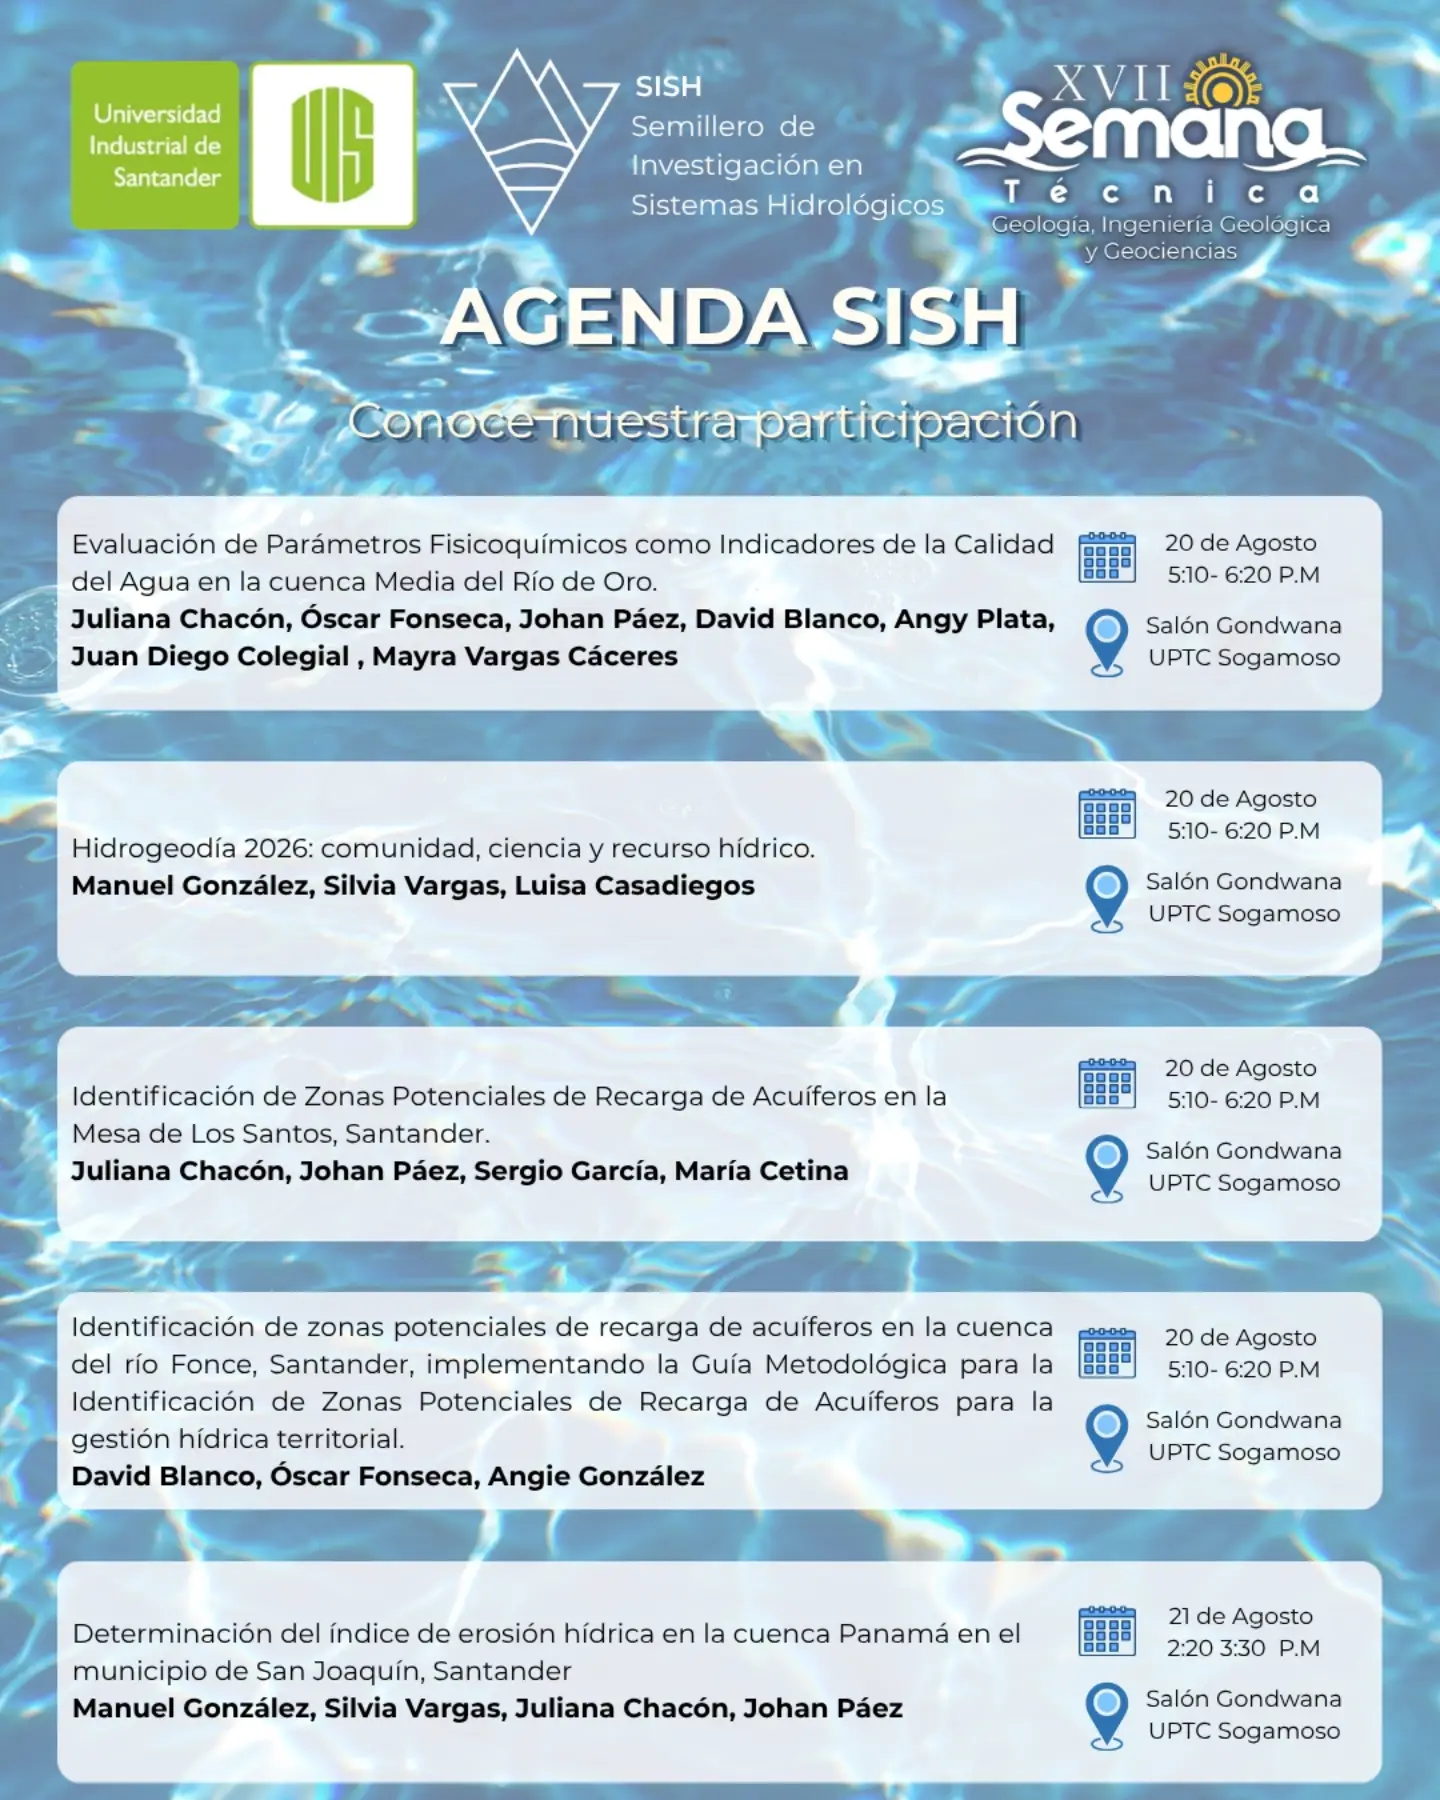 Universidad
Industrial de
Santander
UIS
SISH
Semillero de
Investigación en
Sistemas Hidrológicos
XVII
Semana
Técnica
Geología, Ingeniería Geológica
y Geociencias
AGENDA SISH
Conoce nuestra participación
Evaluación de Parámetros Fisicoquímicos como Indicadores de la Calidad
del Agua en la cuenca Media del Río de Oro.
Juliana Chacón, Óscar Fonseca, Johan Páez, David Blanco, Angy Plata,
Juan Diego Colegial , Mayra Vargas Cáceres
20 de Agosto
5:10- 6:20 P.M
Salón Gondwana
UPTC Sogamoso
Hidrogeodía 2026: comunidad, ciencia y recurso hídrico.
Manuel González, Silvia Vargas, Luisa Casadiegos
20 de Agosto
5:10- 6:20 P.M
Salón Gondwana
UPTC Sogamoso
Identificación de Zonas Potenciales de Recarga de Acuíferos en la
Mesa de Los Santos, Santander.
Juliana Chacón, Johan Páez, Sergio García, María Cetina
20 de Agosto
5:10- 6:20 P.M
Salón Gondwana
UPTC Sogamoso
Identificación de zonas potenciales de recarga de acuíferos en la cuenca
del río Fonce, Santander, implementando la Guía Metodológica para la
Identificación de Zonas Potenciales de Recarga de Acuíferos para la
gestión hídrica territorial.
David Blanco, Óscar Fonseca, Angie González
20 de Agosto
5:10- 6:20 P.M
Salón Gondwana
UPTC Sogamoso
Determinación del índice de erosión hídrica en la cuenca Panamá en el
municipio de San Joaquín, Santander
Manuel González, Silvia Vargas, Juliana Chacón, Johan Páez
21 de Agosto
2:20 3:30 P.M
Salón Gondwana
UPTC Sogamoso